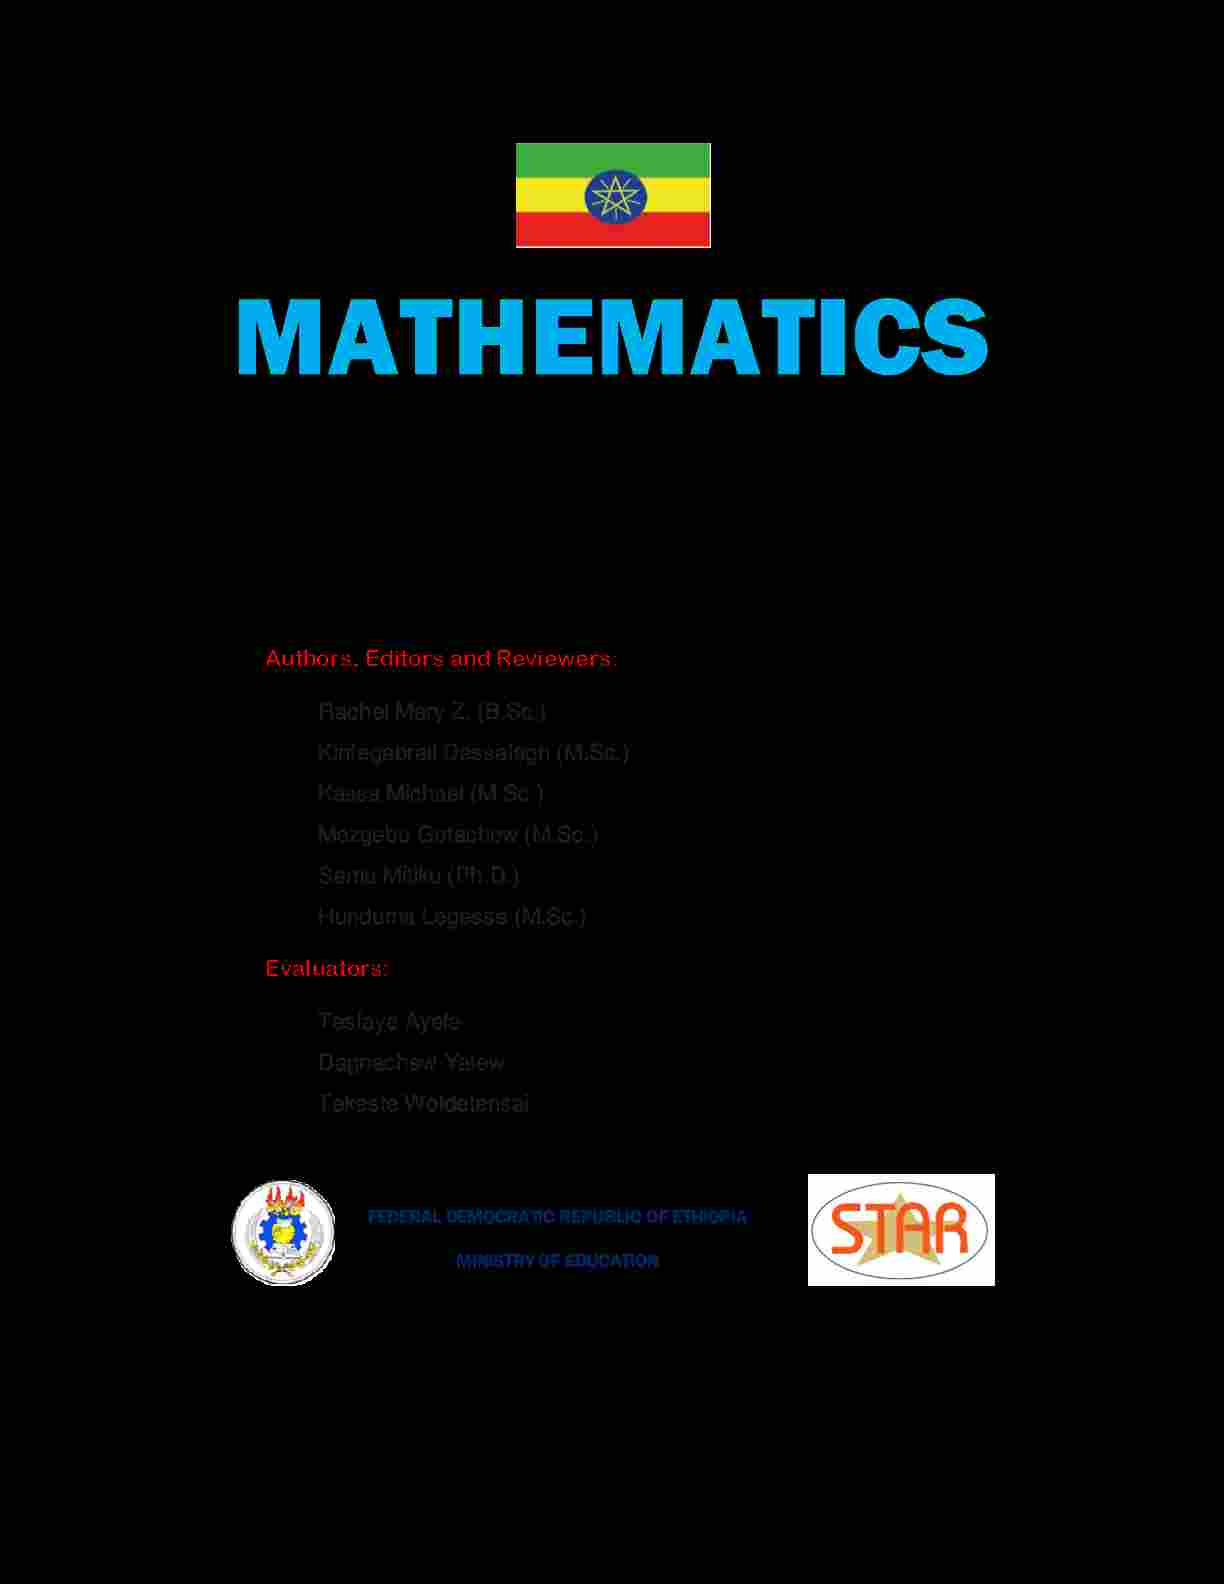 MATHEMATICS
Authors, Editors and Reviewers:
Rachel Mary Z. (B.Sc.)
Kinfegabrail Dessalegn (M.Sc.)
Kassa Michael (M.Sc.)
Mezgebu Getachew (M.Sc.)
Semu Mitiku (Ph.D.)
Hunduma Legesse (M.Sc.)
Evaluators:
Tesfaye Ayele
Dagnachew Yalew
Tekeste Woldetensai
FEDERAL DEMOCRATIC REPUBLIC OF ETHIOPIA
MINISTRY OF EDUCATION
STAR